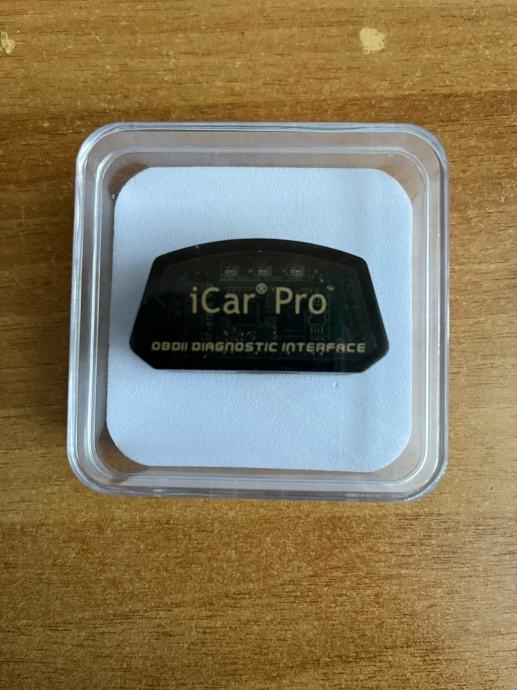 iCar® Pro
OBDII DIAGNOSTIC INTERFACE